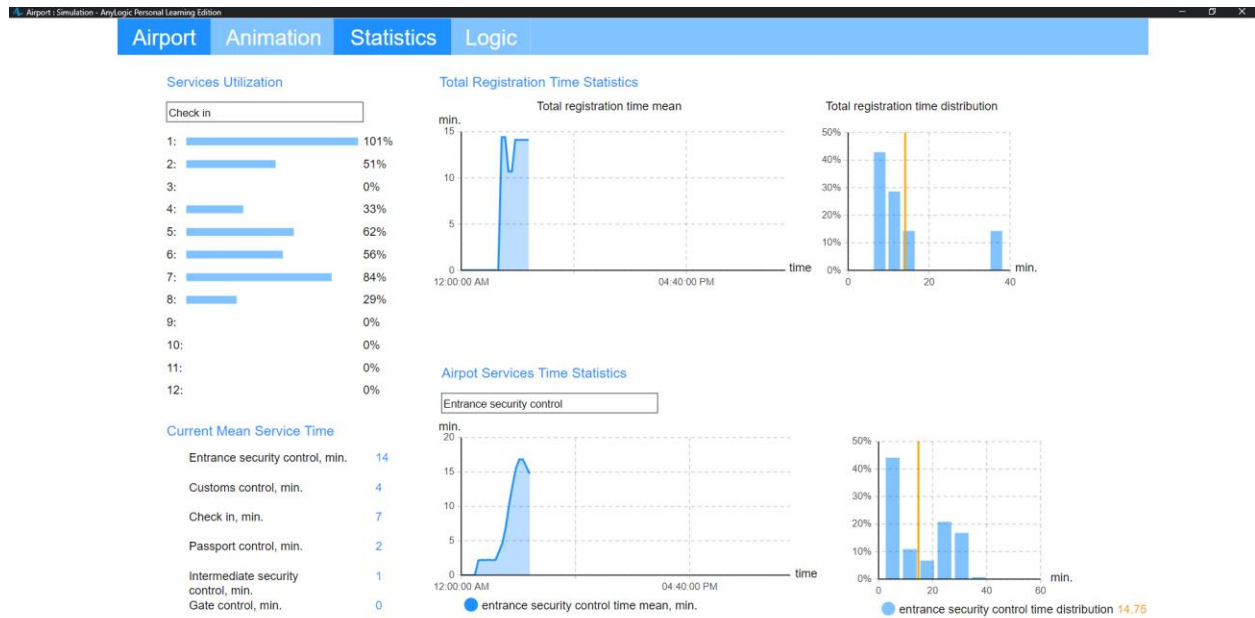 Airport : Simulation - AnyLogic Personal Learning Edition
Airport Animation Statistics Logic
Services Utilization
Check in
1: 101%
2: 51%
3: 0%
4: 33%
5: 62%
6: 56%
7: 84%
8: 29%
9: 0%
10: 0%
11: 0%
12: 0%
Current Mean Service Time
Entrance security control, min. 14
Customs control, min. 4
Check in, min. 7
Passport control, min. 2
Intermediate security 1
control, min.
Gate control, min. 0
Total Registration Time Statistics
Total registration time mean
min.
15
10
5
0
time
12:00:00 AM 04:40:00 PM
Total registration time distribution
50%
40%
30%
20%
10%
0%
min.
0 20 40
Airpot Services Time Statistics
Entrance security control
min.
20
15
10
5
0
time
12:00:00 AM 04:40:00 PM
entrance security control time mean, min.
50%
40%
30%
20%
10%
0%
min.
0 20 40 60
entrance security control time distribution 14.75